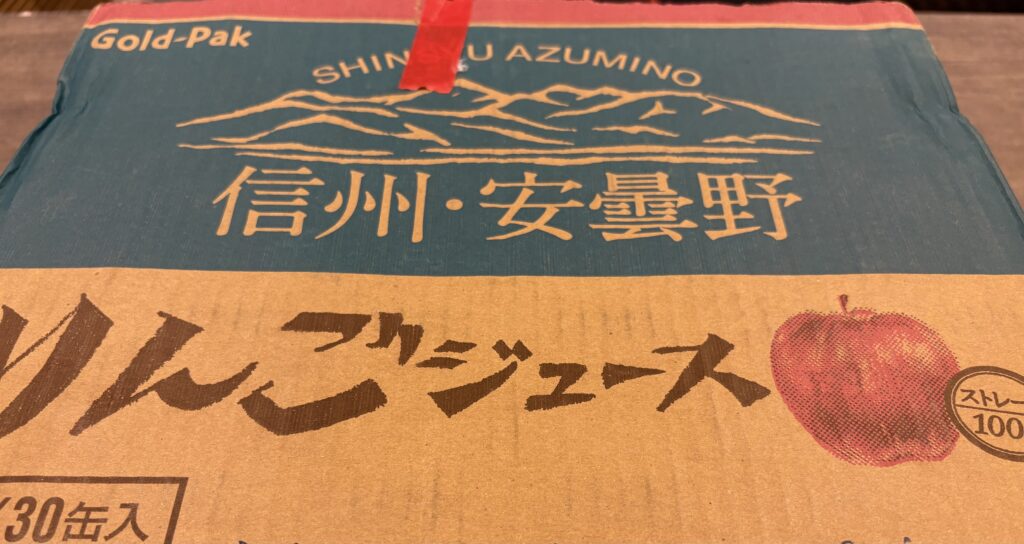 Gold-Pak
AZUMINO
信州・安曇野
りんごジュース
ストレー
100
/30缶入